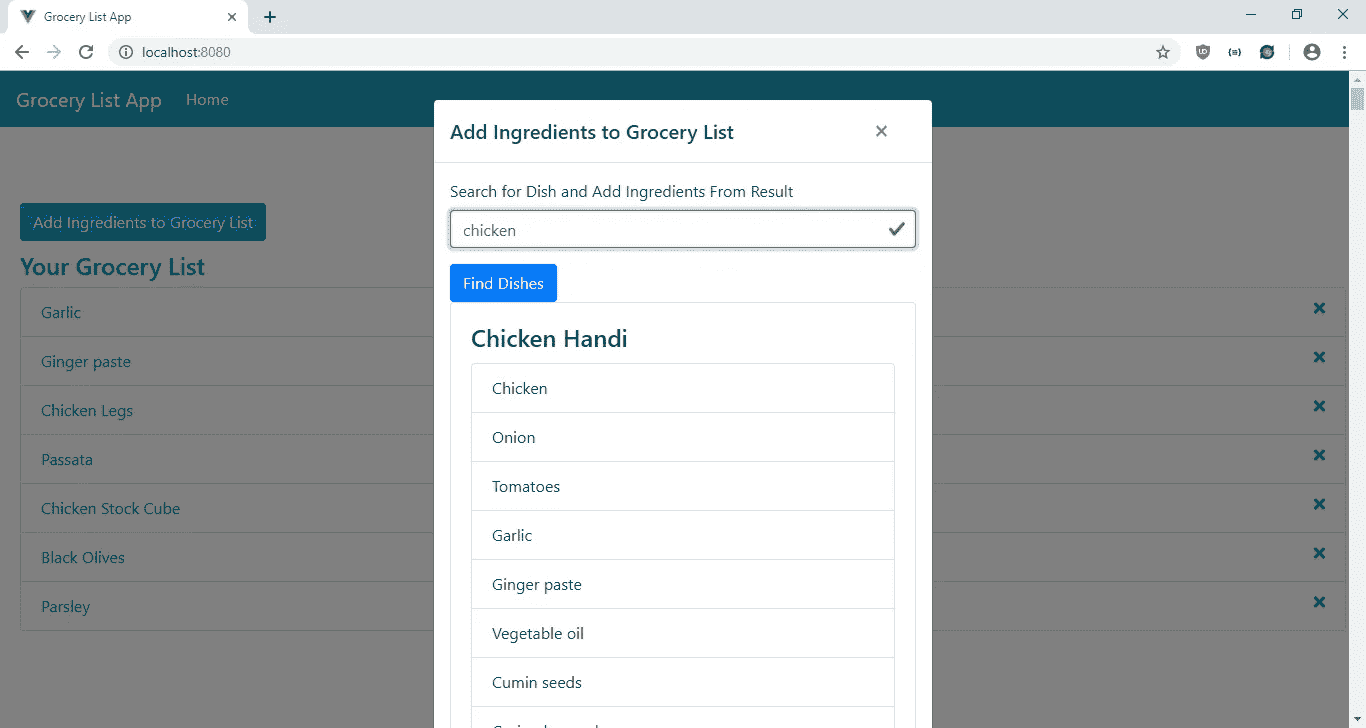 Grocery List App
localhost:8080
Grocery List App Home
Add Ingredients to Grocery List
Your Grocery List
Garlic
Ginger paste
Chicken Legs
Passata
Chicken Stock Cube
Black Olives
Parsley
Add Ingredients to Grocery List
Search for Dish and Add Ingredients From Result
chicken
Find Dishes
Chicken Handi
Chicken
Onion
Tomatoes
Garlic
Ginger paste
Vegetable oil
Cumin seeds